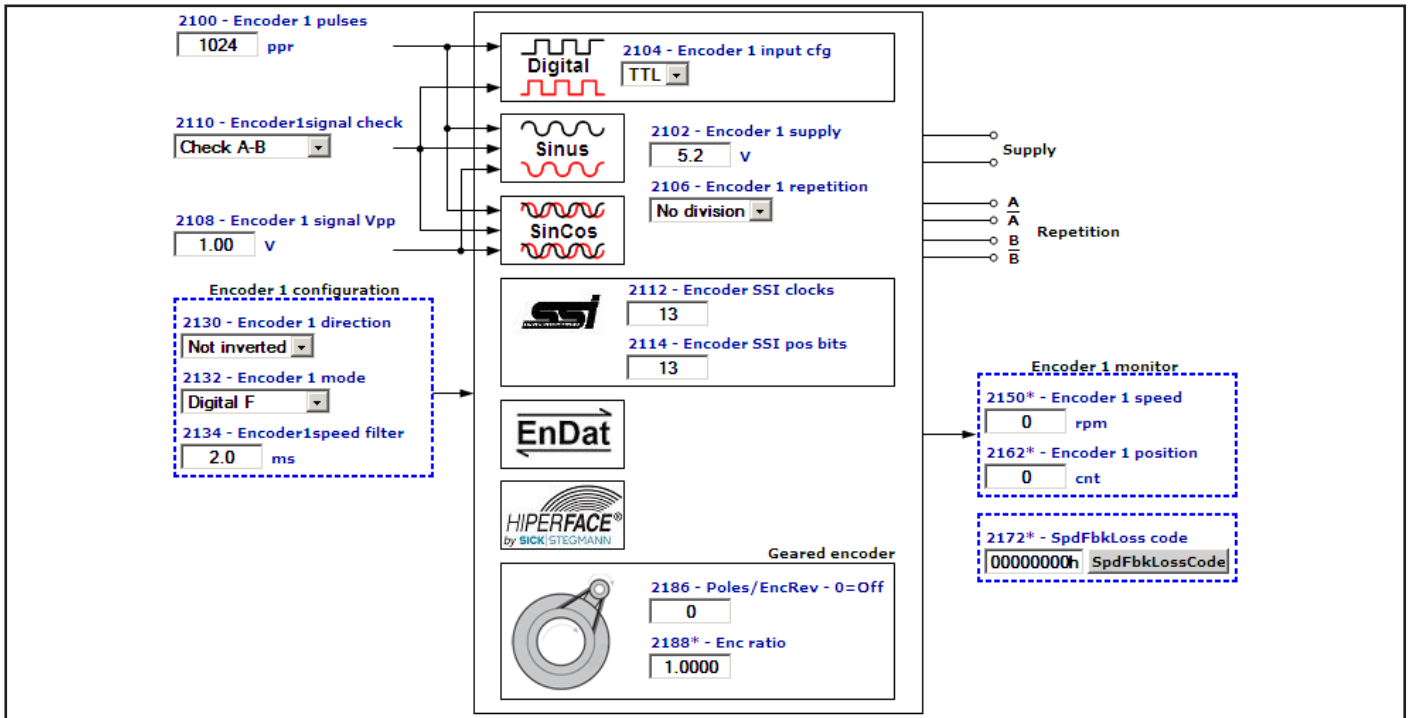 2100 - Encoder 1 pulses
1024 ppr
2110 - Encoder1signal check
Check A-B
2108 - Encoder 1 signal Vpp
1.00 V
Encoder 1 configuration
2130 - Encoder 1 direction
Not inverted
2132 - Encoder 1 mode
Digital F
2134 - Encoder1speed filter
2.0 ms
Digital
2104 - Encoder 1 input cfg
TTL
Sinus
2102 - Encoder 1 supply
5.2 V
2106 - Encoder 1 repetition
No division
SinCos
ssi
2112 - Encoder SSI clocks
13
2114 - Encoder SSI pos bits
13
EnDat
HIPERFACE®
by SICK|STEGMANN
Geared encoder
2186 - Poles/EncRev - 0=Off
0
2188* - Enc ratio
1.0000
Supply
A
A
B
B
Repetition
Encoder 1 monitor
2150* - Encoder 1 speed
0 rpm
2162* - Encoder 1 position
0 cnt
2172* - SpdFbkLoss code
00000000h SpdFbkLossCode